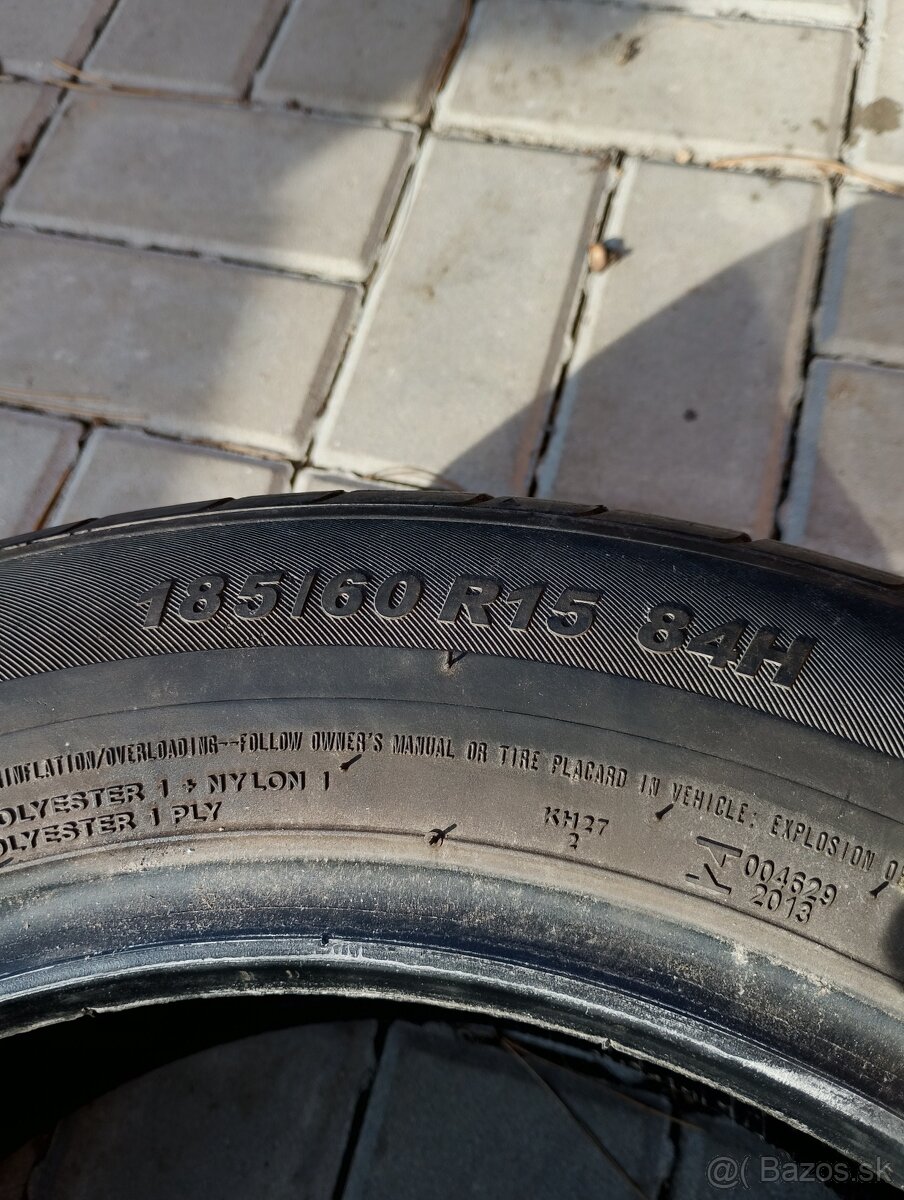 185/60 R15 84H
INFLATION/OVERLOADING--FOLLOW OWNER'S MANUAL OR TIRE PLACARD IN VEHICLE: EXPLOSION
OLYESTER 1 + NYLON 1
OLYESTER 1 PLY
KH27
2
004629
2013
@( Bazos.sk